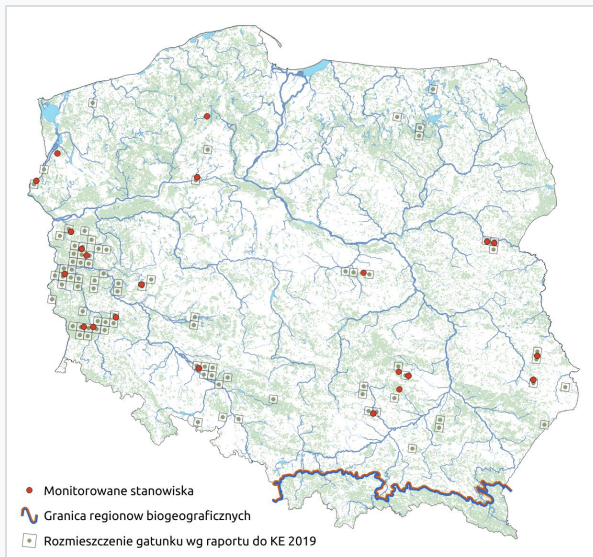 Monitorowane stanowiska
Granica regionow biogeograficznych
Rozmieszczenie gatunku wg raportu do KE 2019